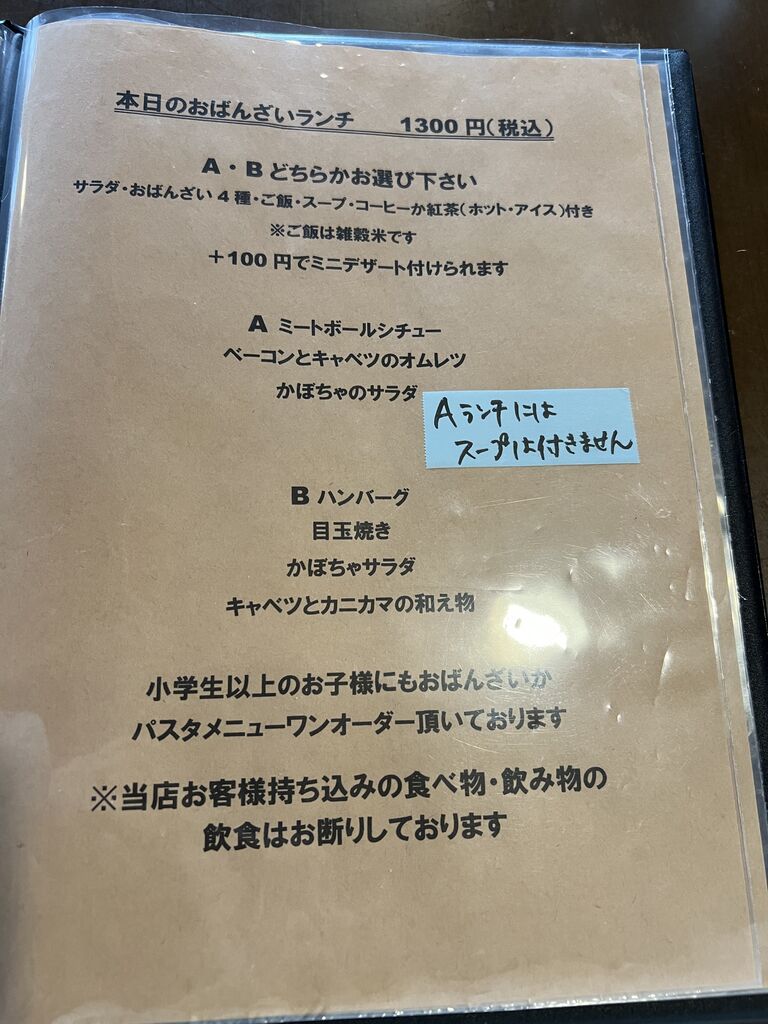 本日のおばんざいランチ 1300円(税込)
A・Bどちらかお選び下さい
サラダ・おばんざい4種・ご飯・スープ・コーヒーか紅茶(ホット・アイス)付き
※ご飯は雑穀米です
+100円でミニデザート付けられます
A ミートボールシチュー
ベーコンとキャベツのオムレツ
かぼちゃのサラダ
Aランチには
スープは付きません
B ハンバーグ
目玉焼き
かぼちゃサラダ
キャベツとカニカマの和え物
小学生以上のお子様にもおばんざいか
パスタメニューワンオーダー頂いております
※当店お客様持ち込みの食べ物・飲み物の
飲食はお断りしております